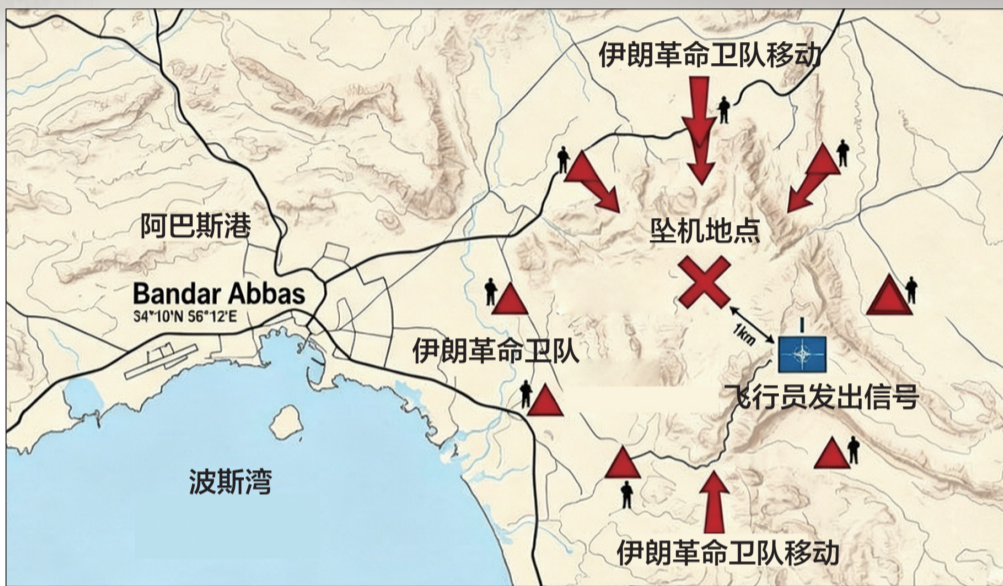 伊朗革命卫队移动
阿巴斯港
坠机地点
Bandar Abbas
34°10'N 56°12'E
1km
伊朗革命卫队
飞行员发出信号
波斯湾
伊朗革命卫队移动